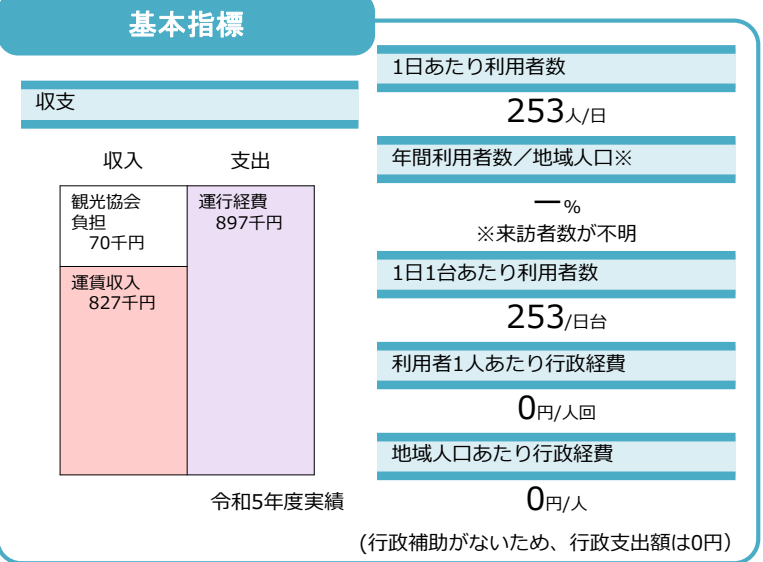 基本指標
収支
収入
支出
観光協会
負担
70千円
運賃収入
827千円
運行経費
897千円
令和5年度実績
1日あたり利用者数
253人/日
年間利用者数／地域人口※
ー%
※来訪者数が不明
1日1台あたり利用者数
253/日台
利用者1人あたり行政経費
0円/人回
地域人口あたり行政経費
0円/人
(行政補助がないため、行政支出額は0円）